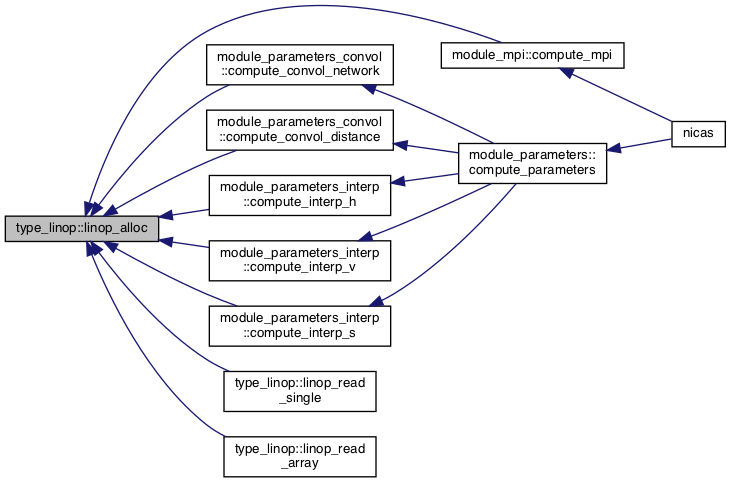 module_parameters_convol
::compute_convol_network
module_mpi::compute_mpi
module_parameters_convol
::compute_convol_distance
nicas
module_parameters::
compute_parameters
module_parameters_interp
::compute_interp_h
type_linop::linop_alloc
module_parameters_interp
::compute_interp_v
module_parameters_interp
::compute_interp_s
type_linop::linop_read
_single
type_linop::linop_read
_array